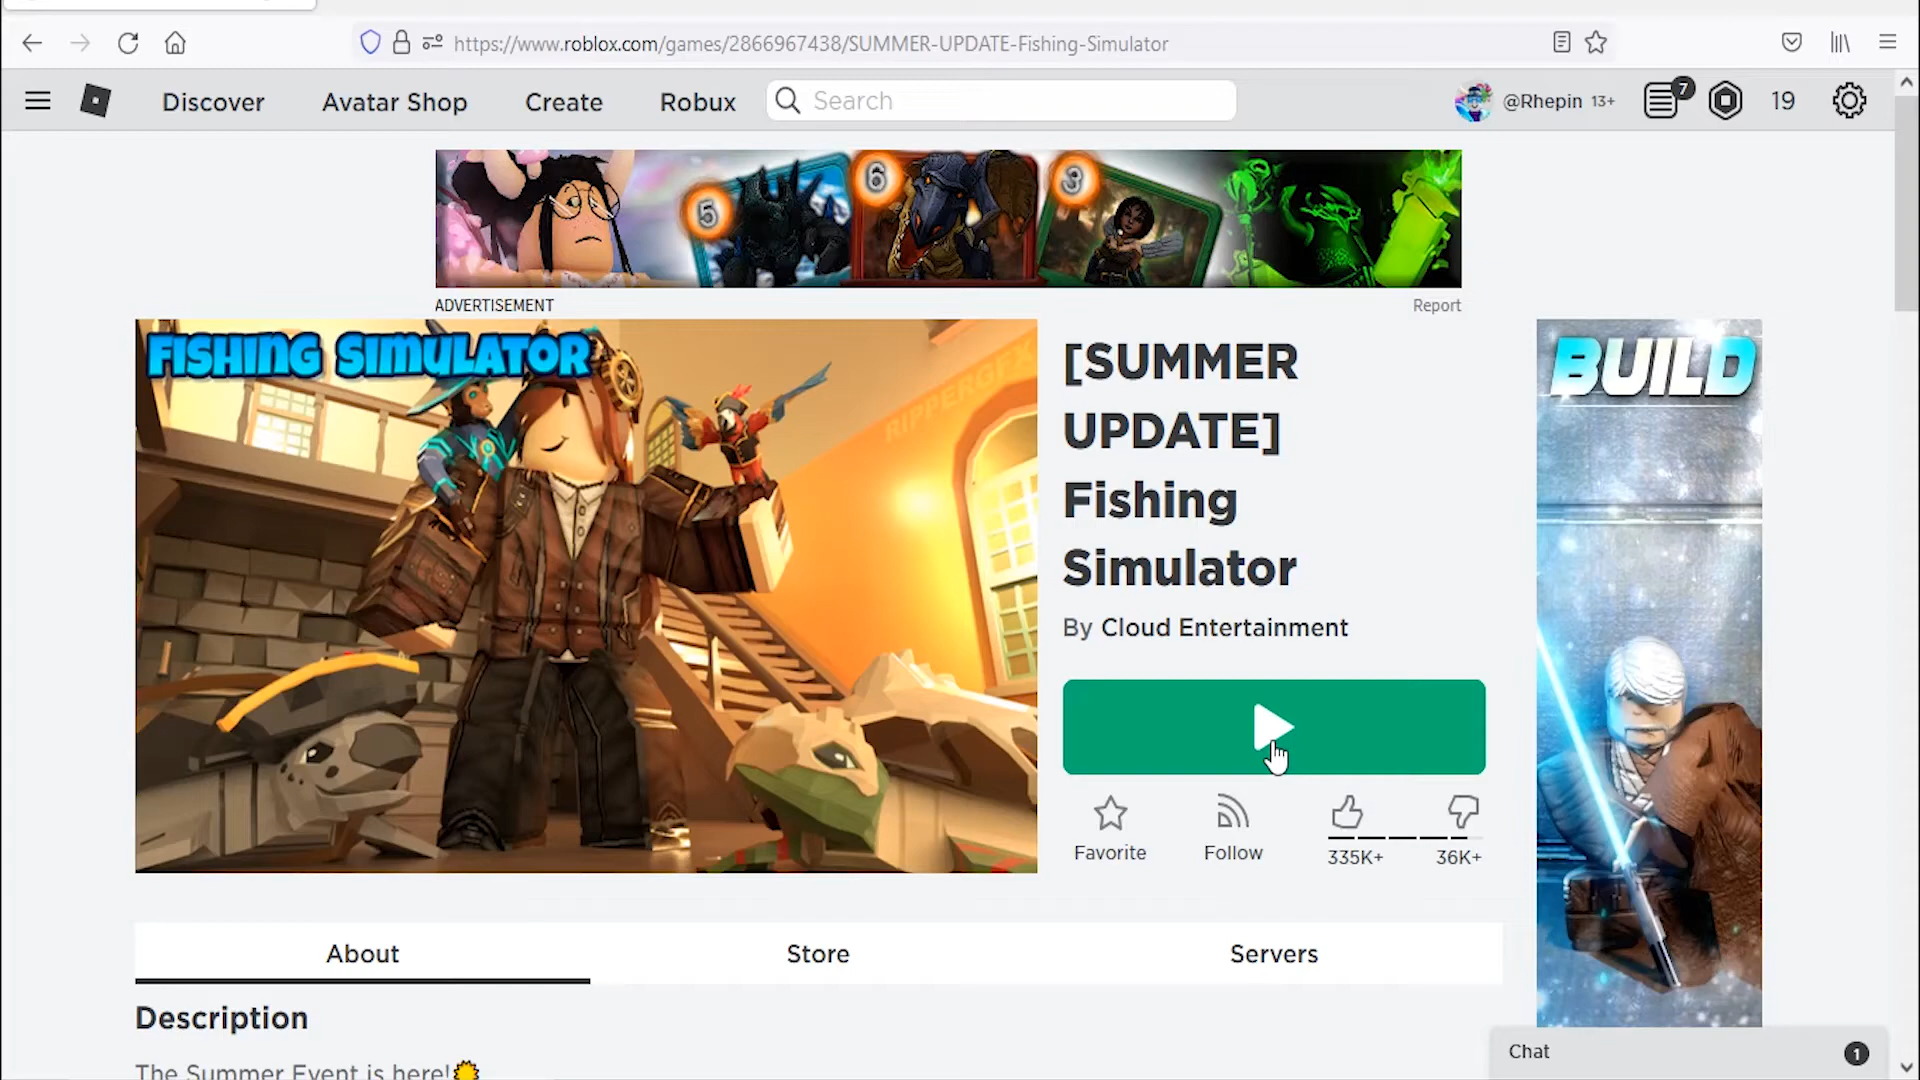 https://www.roblox.com/games/2866967438/SUMMER-UPDATE-Fishing-Simulator
Discover
Avatar Shop
Create
Robux
Search
@Rhepin 13+
7
19
5
6
3
ADVERTISEMENT
Report
FISHING SIMULATOR
RIPPERGFX
[SUMMER
UPDATE]
Fishing
Simulator
By Cloud Entertainment
BUILD
Favorite
Follow
335K+
36K+
About
Store
Servers
Description
The Summer Event is here!
Chat
1